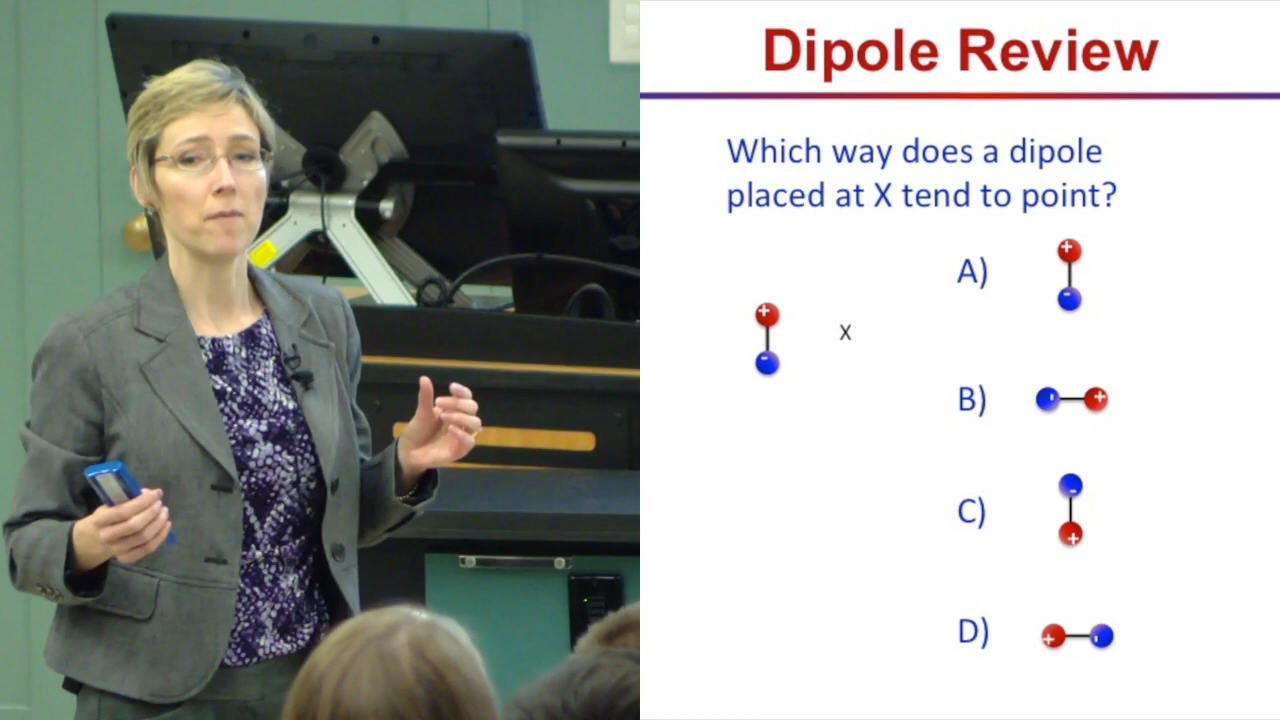 Dipole Review
Which way does a dipole
placed at X tend to point?
A)
+
-
+
-
X
B)
-
+
C)
-
+
D)
+
-